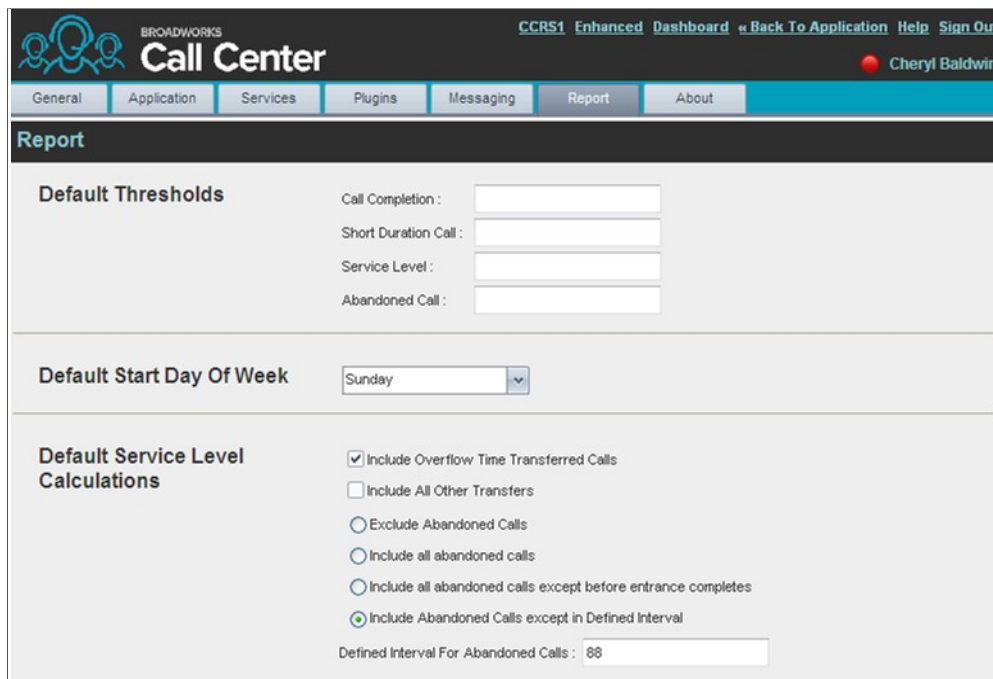 CCRS1 Enhanced Dashboard « Back To Application Help Sign Ou
BROADWORKS
Call Center
Cheryl Baldwin
General Application Services Plugins Messaging Report About
Report
Default Thresholds
Call Completion :
Short Duration Call :
Service Level :
Abandoned Call :
Default Start Day Of Week
Sunday
Default Service Level
Calculations
Include Overflow Time Transferred Calls
Include All Other Transfers
Exclude Abandoned Calls
Include all abandoned calls
Include all abandoned calls except before entrance completes
Include Abandoned Calls except in Defined Interval
Defined Interval For Abandoned Calls : 88